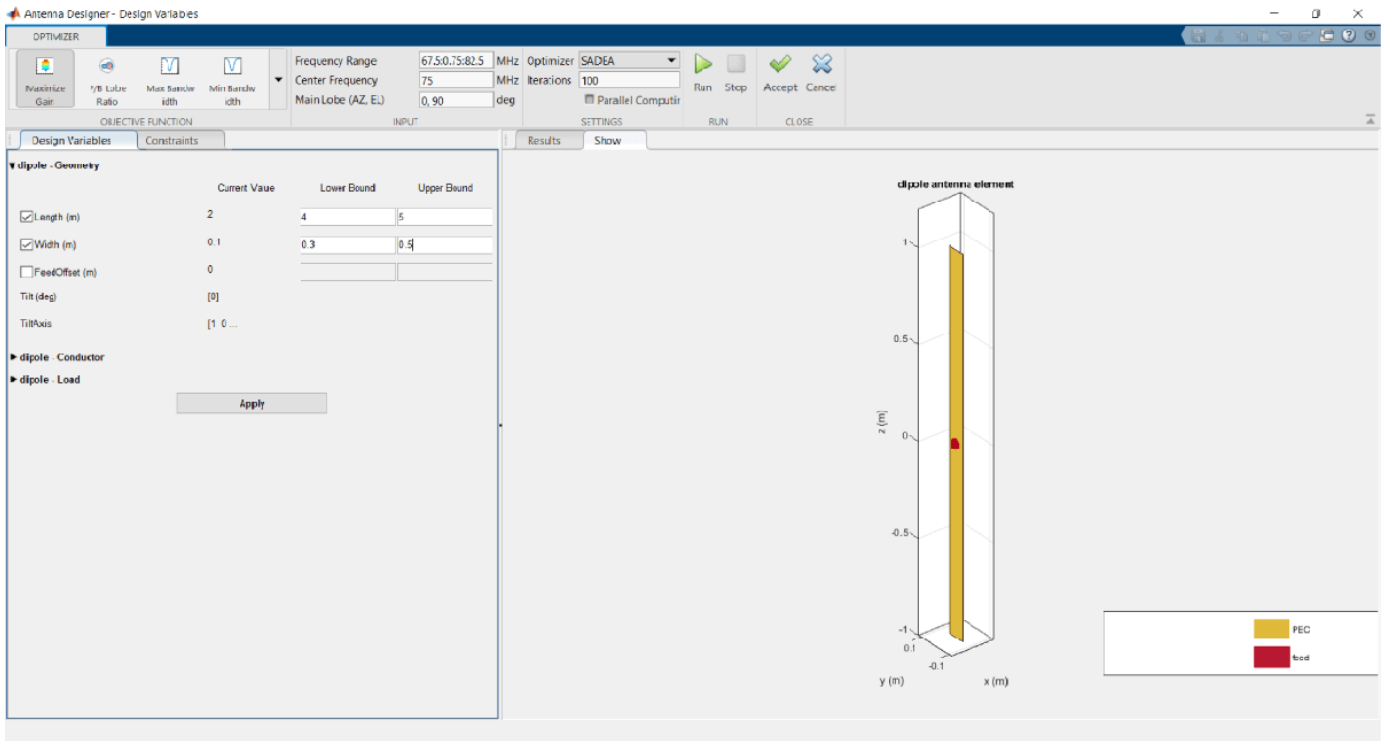 Antenna Designer - Design Variables
OPTIMIZER
Maximize Gain
F/B Lobe Ratio
Max Bandwidth
Min Bandwidth
OBJECTIVE FUNCTION
Frequency Range 67.5:0.75:82.5 MHz
Center Frequency 75 MHz
Main Lobe (AZ, EL) 0, 90 deg
INPUT
Optimizer SADEA
Iterations 100
Parallel Computin
SETTINGS
Run Stop
RUN
Accept Cancel
CLOSE
Design Variables Constraints
dipole - Geometry
Current Value Lower Bound Upper Bound
Length (m) 2 4 5
Width (m) 0.1 0.3 0.5
FeedOffset (m) 0
Tilt (deg) [0]
TiltAxis [1 0 ...
dipole - Conductor
dipole - Load
Apply
Results Show
dipole antenna element
1
0.5
0
-0.5
-1
z (m)
0.1
-0.1
y (m) x (m)
PEC
feed